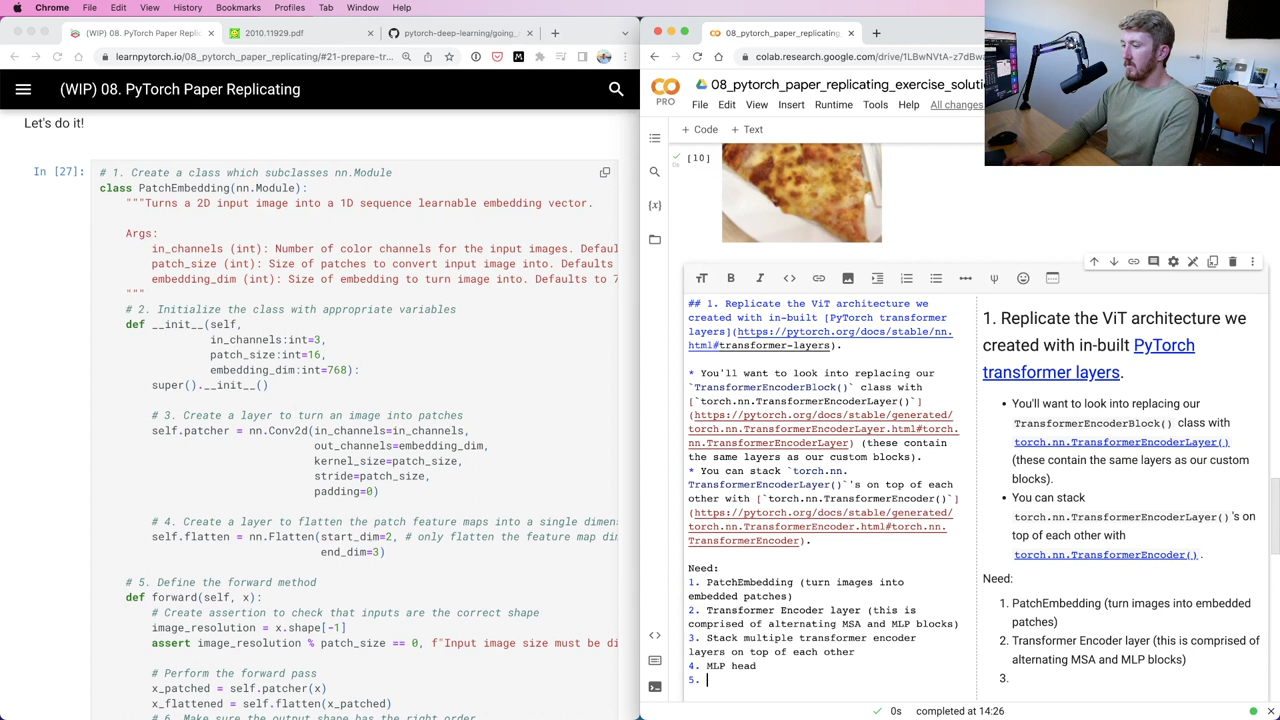 Chrome File Edit View History Bookmarks Profiles Tab Window Help
(WIP) 08. PyTorch Paper Replic
2010.11929.pdf
pytorch-deep-learning/going_
learnpytorch.io/08_pytorch_paper_replicating/#21-prepare-tr
(WIP) 08. PyTorch Paper Replicating
Let's do it!
In [27]:
# 1. Create a class which subclasses nn.Module
class PatchEmbedding(nn.Module):
"""Turns a 2D input image into a 1D sequence learnable embedding vector.
Args:
in_channels (int): Number of color channels for the input images. Defaul
patch_size (int): Size of patches to convert input image into. Defaults
embedding_dim (int): Size of embedding to turn image into. Defaults to 7
"""
# 2. Initialize the class with appropriate variables
def __init__(self,
in_channels:int=3,
patch_size:int=16,
embedding_dim:int=768):
super().__init__()
# 3. Create a layer to turn an image into patches
self.patcher = nn.Conv2d(in_channels=in_channels,
out_channels=embedding_dim,
kernel_size=patch_size,
stride=patch_size,
padding=0)
# 4. Create a layer to flatten the patch feature maps into a single dimens
self.flatten = nn.Flatten(start_dim=2, # only flatten the feature map dim
end_dim=3)
# 5. Define the forward method
def forward(self, x):
# Create assertion to check that inputs are the correct shape
image_resolution = x.shape[-1]
assert image_resolution % patch_size == 0, f"Input image size must be di
# Perform the forward pass
x_patched = self.patcher(x)
x_flattened = self.flatten(x_patched)
# 6. Make sure the output shape has the right order
08_pytorch_paper_replicating_
colab.research.google.com/drive/1LBwNVtA-z7dBw
PRO
08_pytorch_paper_replicating_exercise_soluti
File Edit View Insert Runtime Tools Help All changes
+ Code + Text
[10]
0s
## 1. Replicate the ViT architecture we
created with in-built [PyTorch transformer
layers](https://pytorch.org/docs/stable/nn.
html#transformer-layers).
* You'll want to look into replacing our
`TransformerEncoderBlock()` class with
[`torch.nn.TransformerEncoderLayer()`]
(https://pytorch.org/docs/stable/generated/
torch.nn.TransformerEncoderLayer.html#torch.
nn.TransformerEncoderLayer) (these contain
the same layers as our custom blocks).
* You can stack `torch.nn.
TransformerEncoderLayer()`'s on top of each
other with [`torch.nn.TransformerEncoder()`]
(https://pytorch.org/docs/stable/generated/
torch.nn.TransformerEncoder.html#torch.nn.
TransformerEncoder).
Need:
1. PatchEmbedding (turn images into
embedded patches)
2. Transformer Encoder layer (this is
comprised of alternating MSA and MLP blocks)
3. Stack multiple transformer encoder
layers on top of each other
4. MLP head
5.
1. Replicate the ViT architecture we
created with in-built PyTorch
transformer layers.
• You'll want to look into replacing our
TransformerEncoderBlock() class with
torch.nn.TransformerEncoderLayer()
(these contain the same layers as our custom
blocks).
• You can stack
torch.nn.TransformerEncoderLayer()'s on
top of each other with
torch.nn.TransformerEncoder().
Need:
1. PatchEmbedding (turn images into embedded
patches)
2. Transformer Encoder layer (this is comprised of
alternating MSA and MLP blocks)
3.
0s completed at 14:26